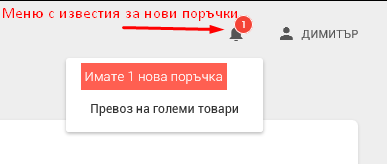 Меню с известия за нови поръчки
1
ДИМИТЪР
Имате 1 нова поръчка
Превоз на големи товари